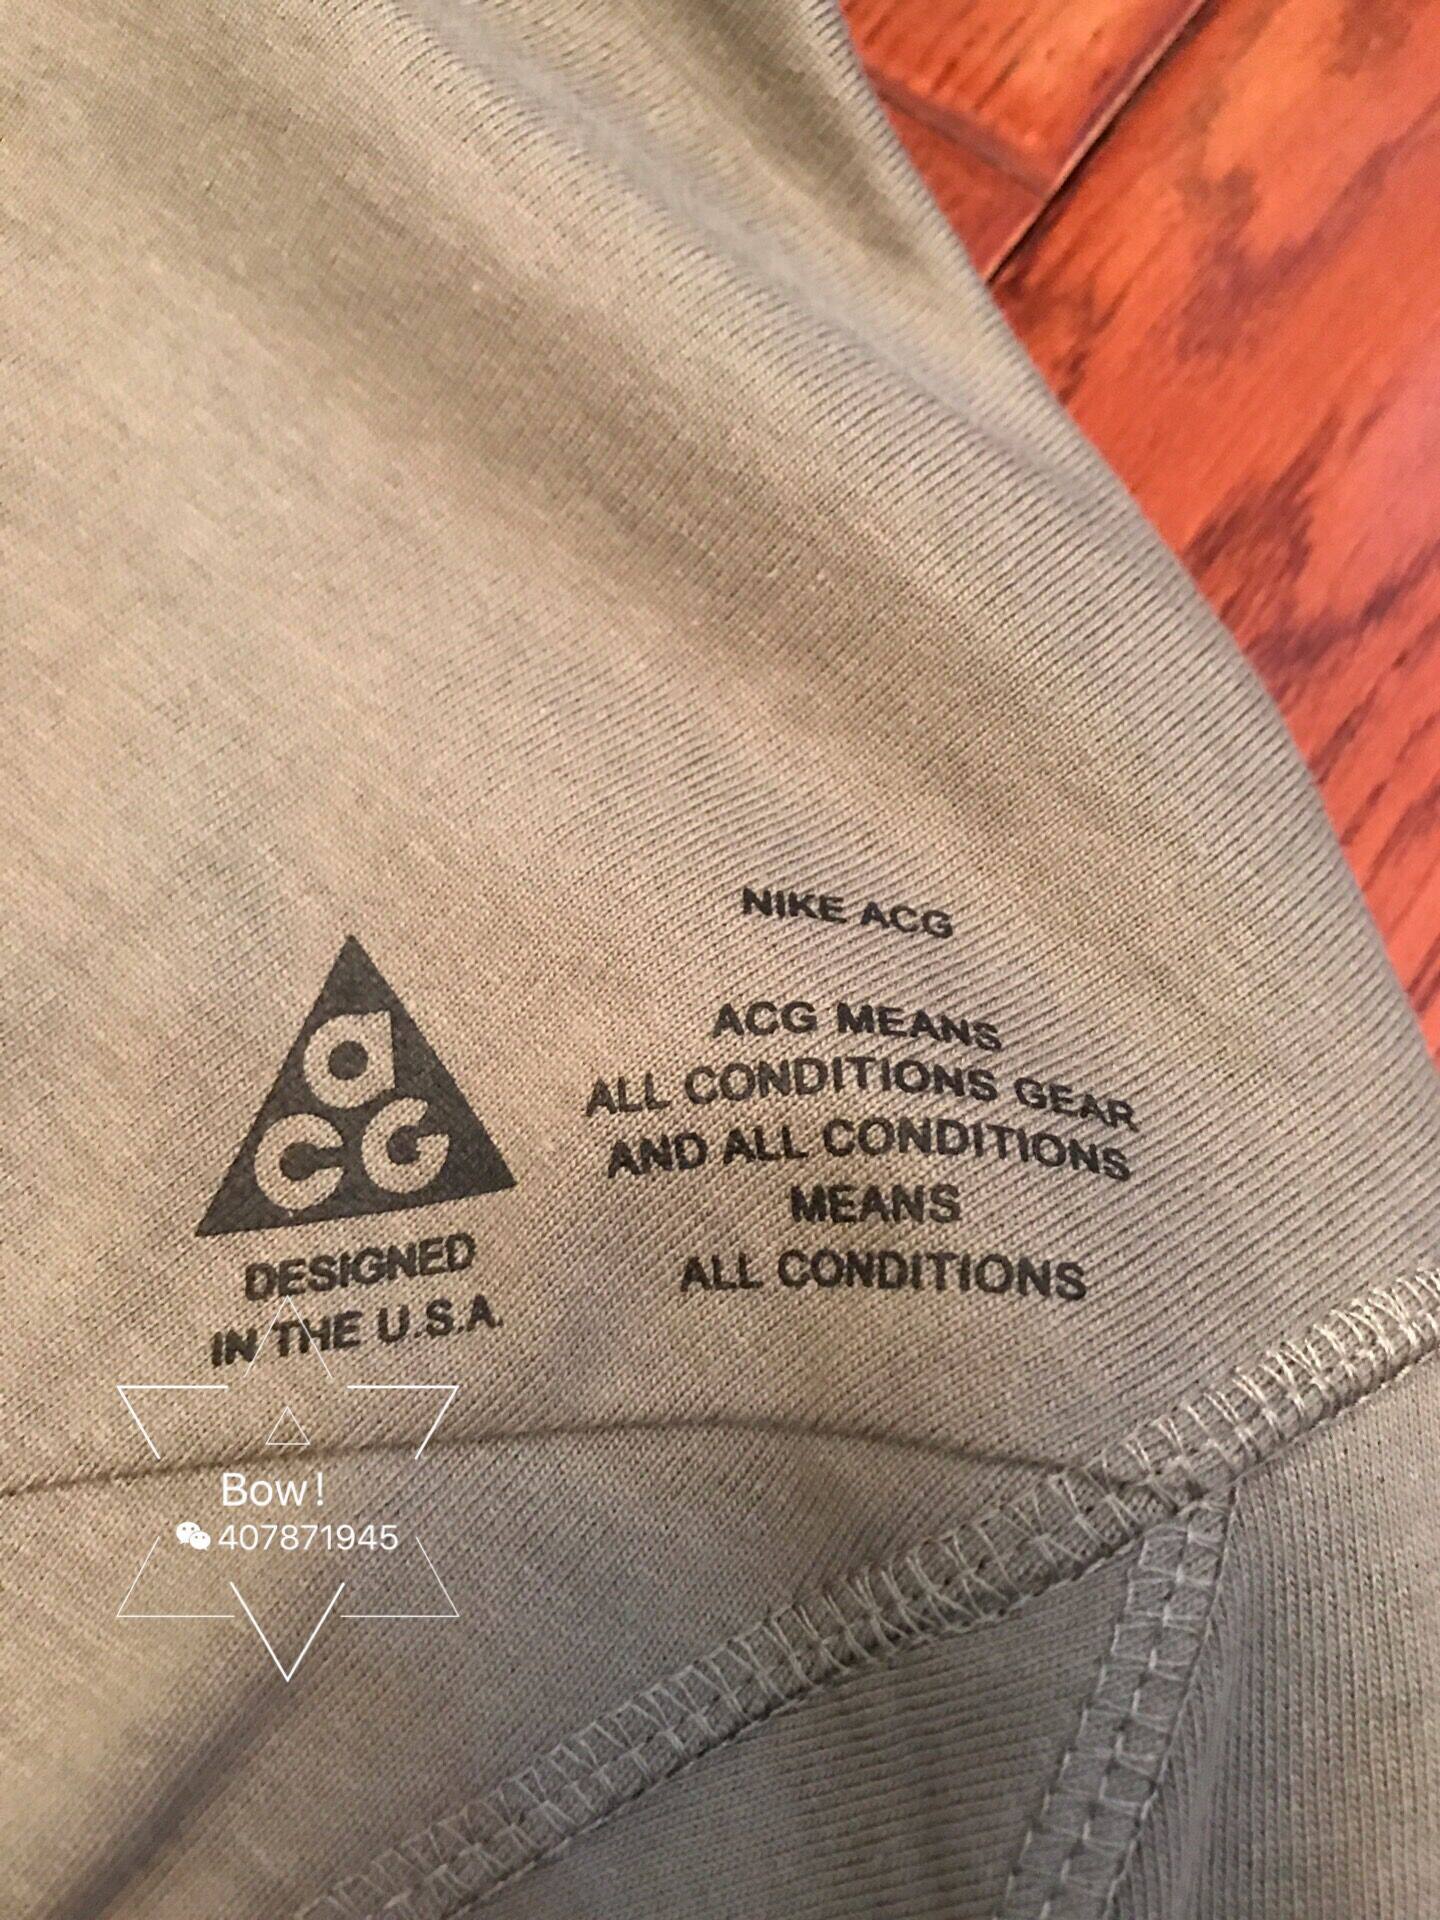 NIKE ACG
ACG MEANS
ALL CONDITIONS GEAR
AND ALL CONDITIONS
MEANS
ALL CONDITIONS
aCG
DESIGNED
IN THE U.S.A.
Bow!
407871945